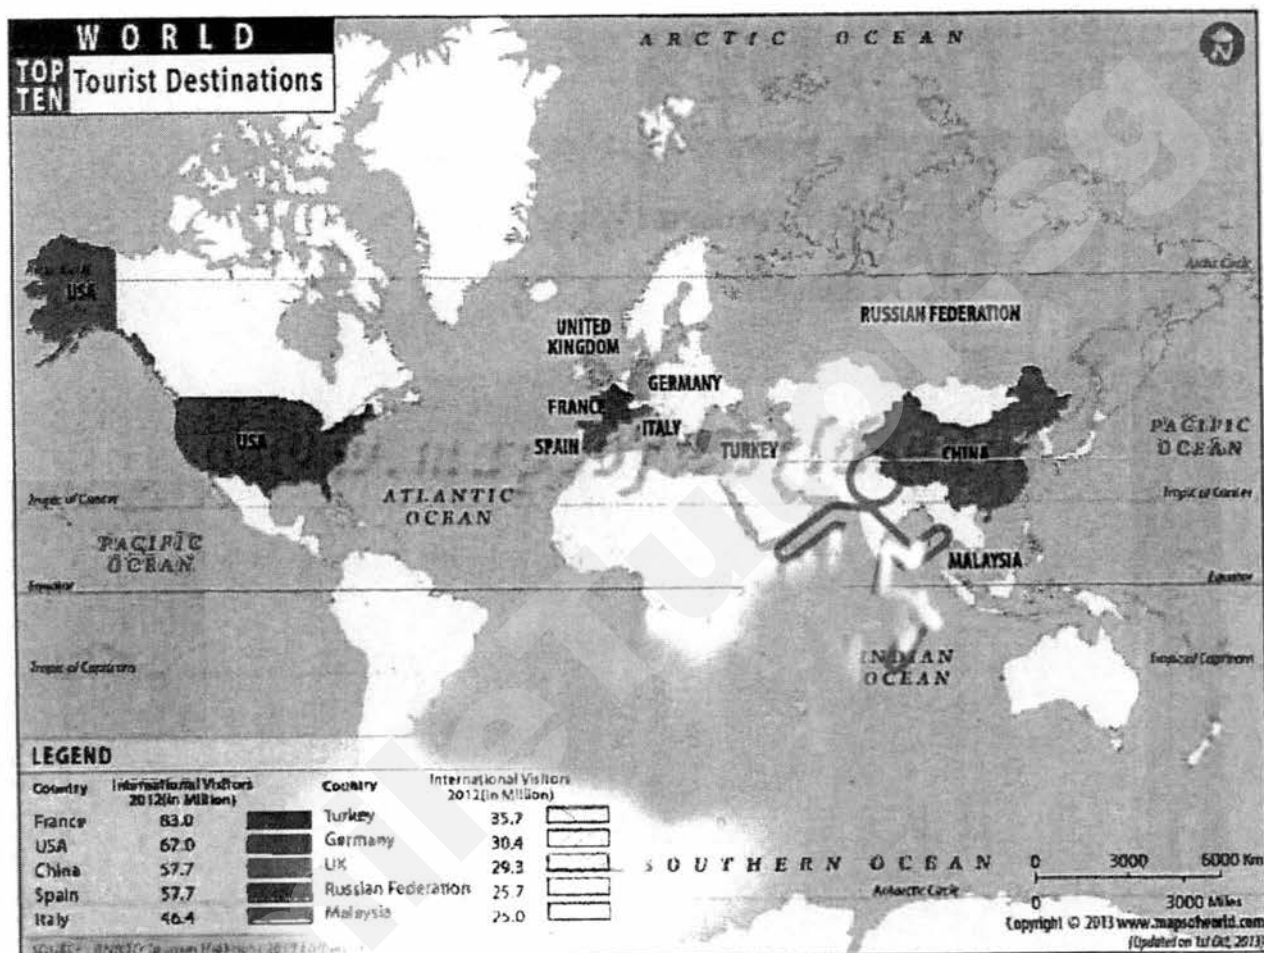 WORLD
TOP TEN Tourist Destinations
ARCTIC OCEAN
N
Arctic Circle
USA
RUSSIAN FEDERATION
UNITED KINGDOM
GERMANY
FRANCE
ITALY
SPAIN
TURKEY
CHINA
USA
PACIFIC OCEAN
ATLANTIC OCEAN
Tropic of Cancer
Tropic of Cancer
PACIFIC OCEAN
MALAYSIA
Equator
Equator
INDIAN OCEAN
Tropic of Capricorn
Tropic of Capricorn
LEGEND
Country International Visitors 2012(in Million) Country International Visitors 2012(in Million)
France 83.0 Turkey 35.7
USA 67.0 Germany 30.4
China 57.7 UK 29.3
Spain 57.7 Russian Federation 25.7
Italy 46.4 Malaysia 25.0
SOUTHERN OCEAN
Antarctic Circle
0 3000 6000 Km
0 3000 Miles
Copyright © 2013 www.mapsofworld.com
(Updated on 1st Oct, 2013)